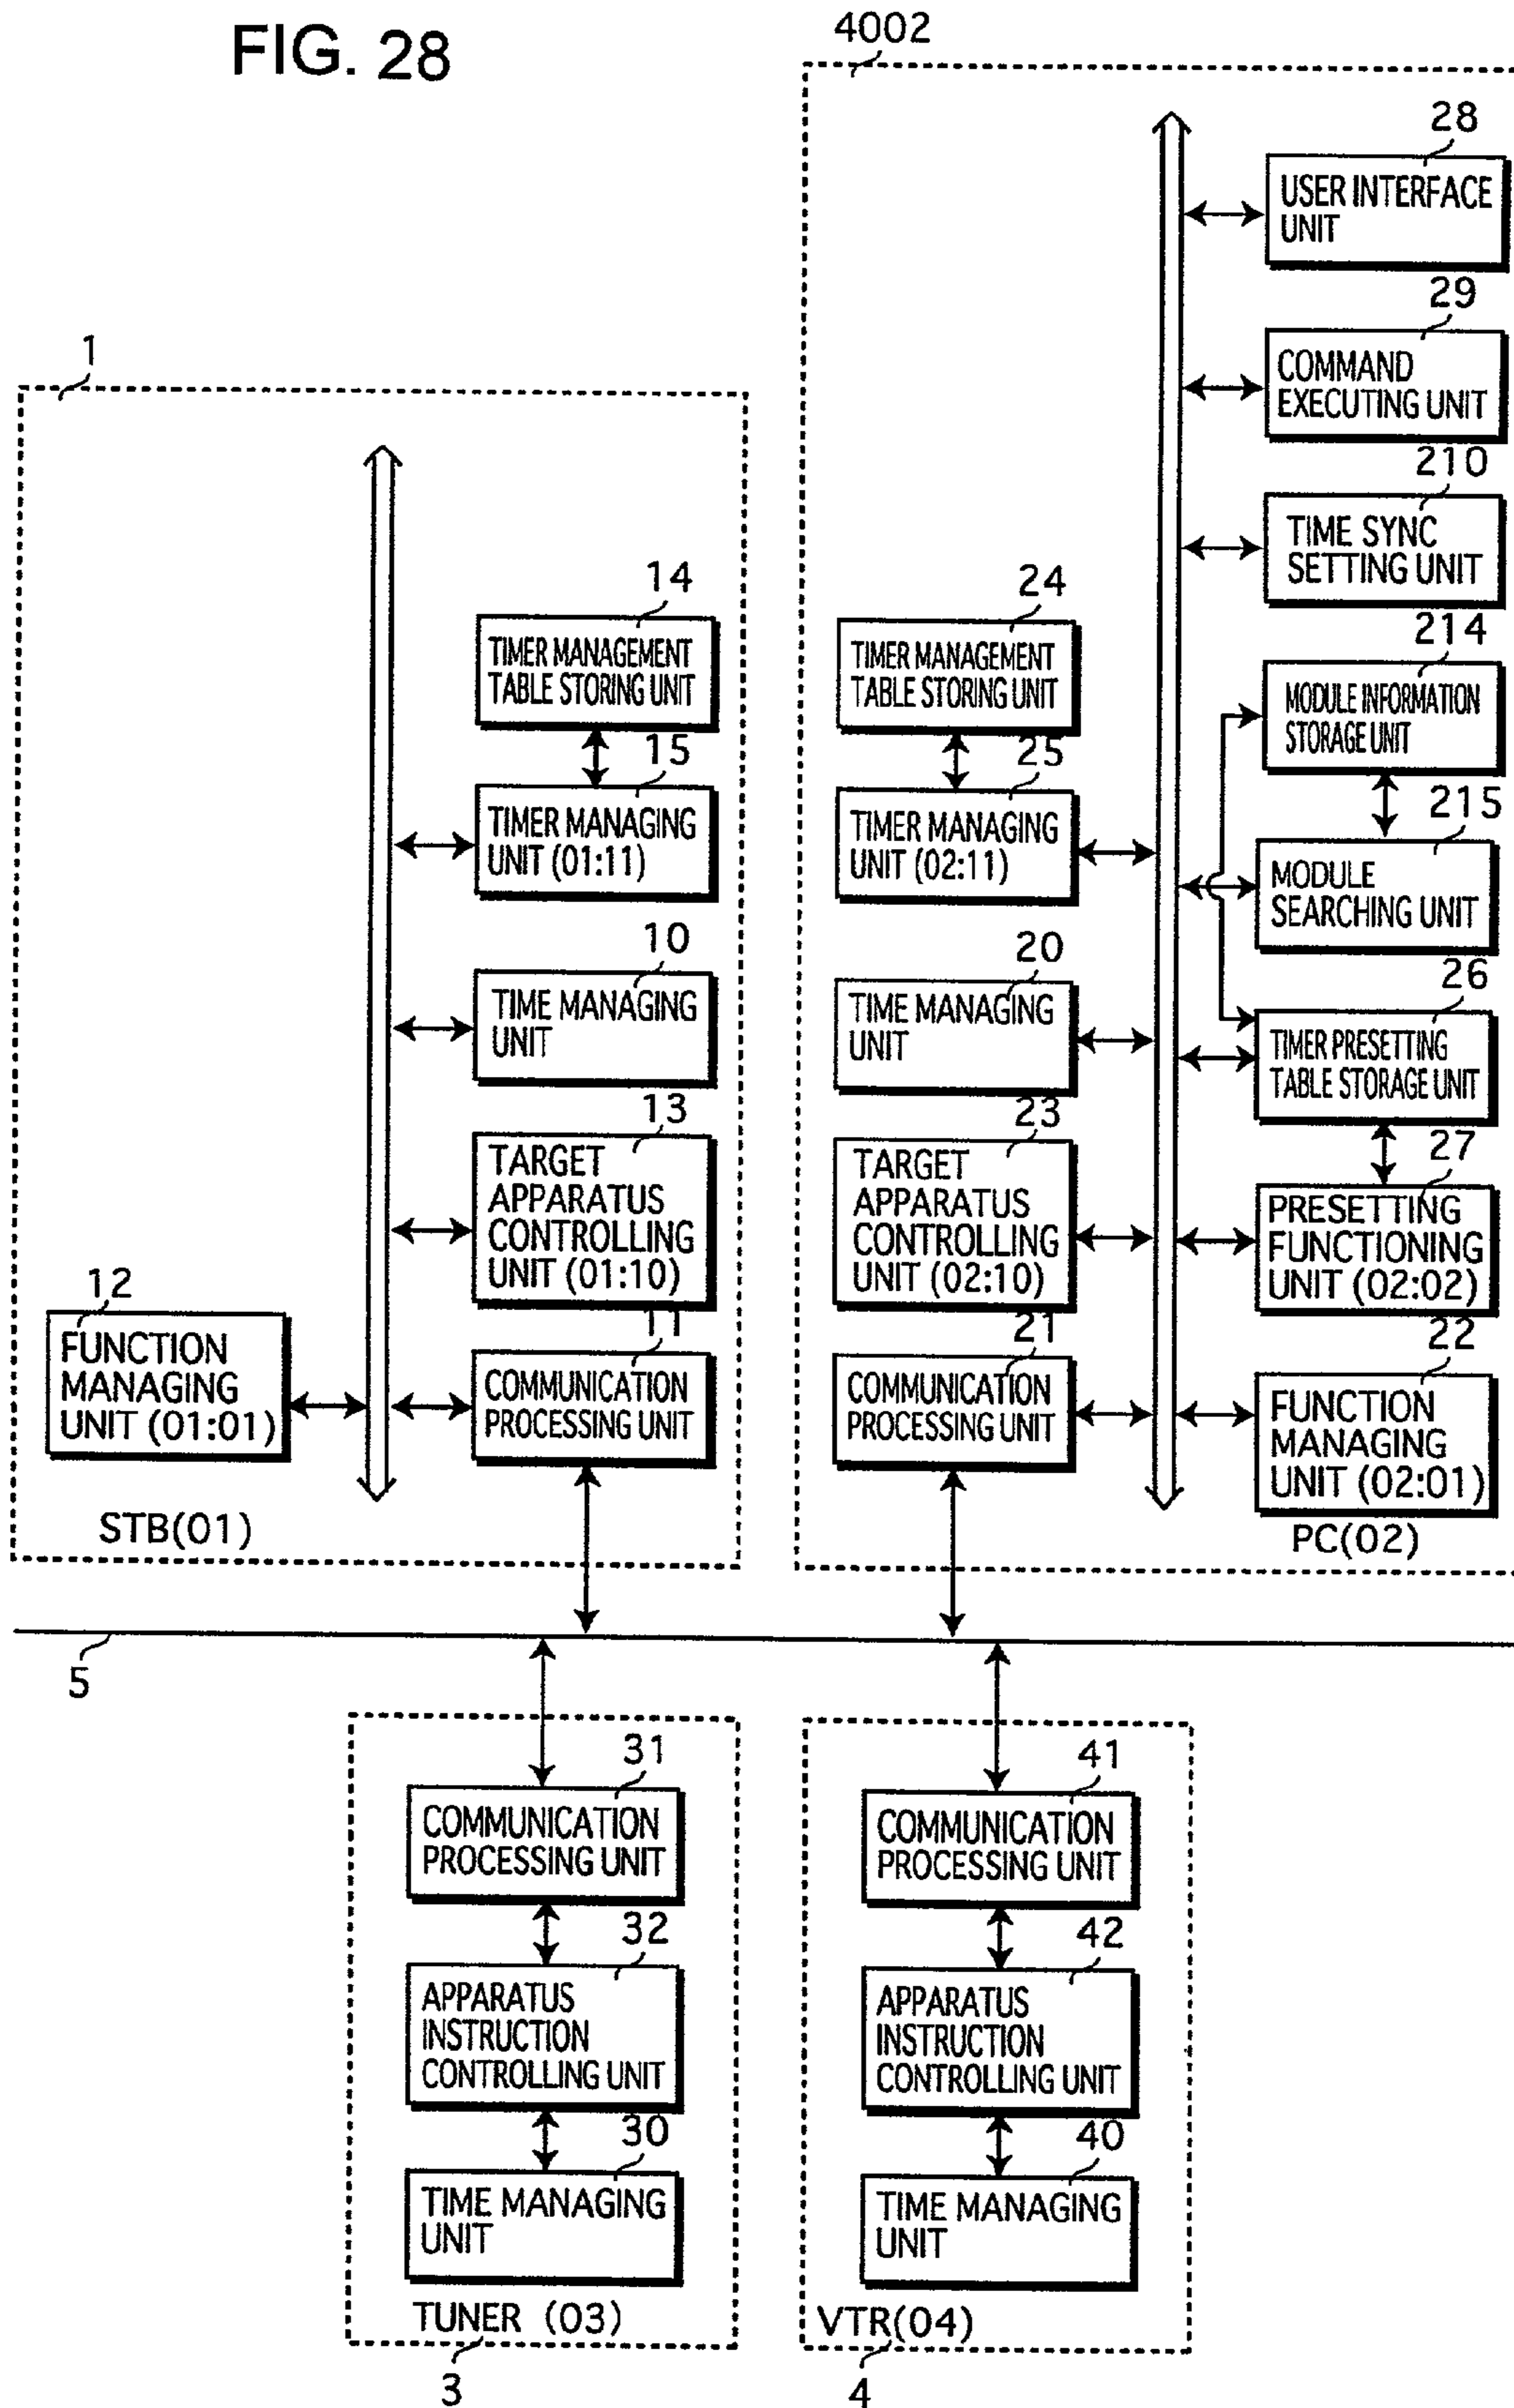 FIG. 28
4002
28
USER INTERFACE
UNIT
29
COMMAND
EXECUTING UNIT
210
TIME SYNC
SETTING UNIT
214
MODULE INFORMATION
STORAGE UNIT
215
MODULE
SEARCHING UNIT
26
TIMER PRESETTING
TABLE STORAGE UNIT
27
PRESETTING
FUNCTIONING
UNIT (02:02)
22
FUNCTION
MANAGING
UNIT (02:01)
PC(02)
24
TIMER MANAGEMENT
TABLE STORING UNIT
25
TIMER MANAGING
UNIT (02:11)
20
TIME MANAGING
UNIT
23
TARGET
APPARATUS
CONTROLLING
UNIT (02:10)
21
COMMUNICATION
PROCESSING UNIT
1
14
TIMER MANAGEMENT
TABLE STORING UNIT
15
TIMER MANAGING
UNIT (01:11)
10
TIME MANAGING
UNIT
13
TARGET
APPARATUS
CONTROLLING
UNIT (01:10)
12
FUNCTION
MANAGING
UNIT (01:01)
11
COMMUNICATION
PROCESSING UNIT
STB(01)
5
31
COMMUNICATION
PROCESSING UNIT
32
APPARATUS
INSTRUCTION
CONTROLLING UNIT
30
TIME MANAGING
UNIT
TUNER (03)
3
41
COMMUNICATION
PROCESSING UNIT
42
APPARATUS
INSTRUCTION
CONTROLLING UNIT
40
TIME MANAGING
UNIT
VTR(04)
4